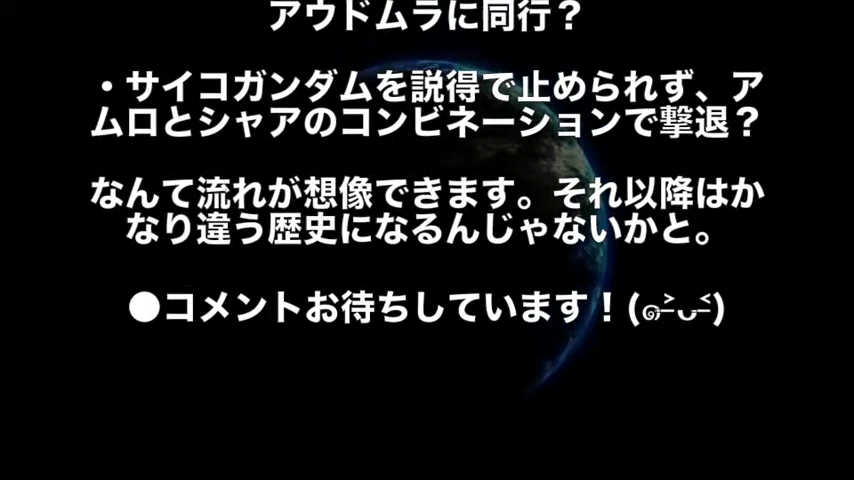 アウドムラに同行？
・サイコガンダムを説得で止められず、ア
ムロとシャアのコンビネーションで撃退？
なんて流れが想像できます。それ以降はか
なり違う歴史になるんじゃないかと。
●コメントお待ちしています！(๑˃̵ᴗ˂̵)